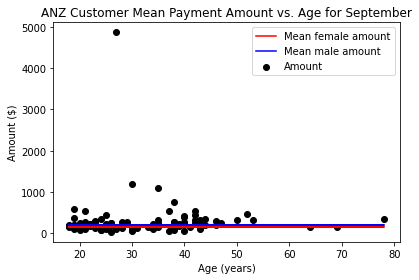 ANZ Customer Mean Payment Amount vs. Age for September
Mean female amount
Mean male amount
Amount
Amount ($)
5000
4000
3000
2000
1000
0
20 30 40 50 60 70 80
Age (years)